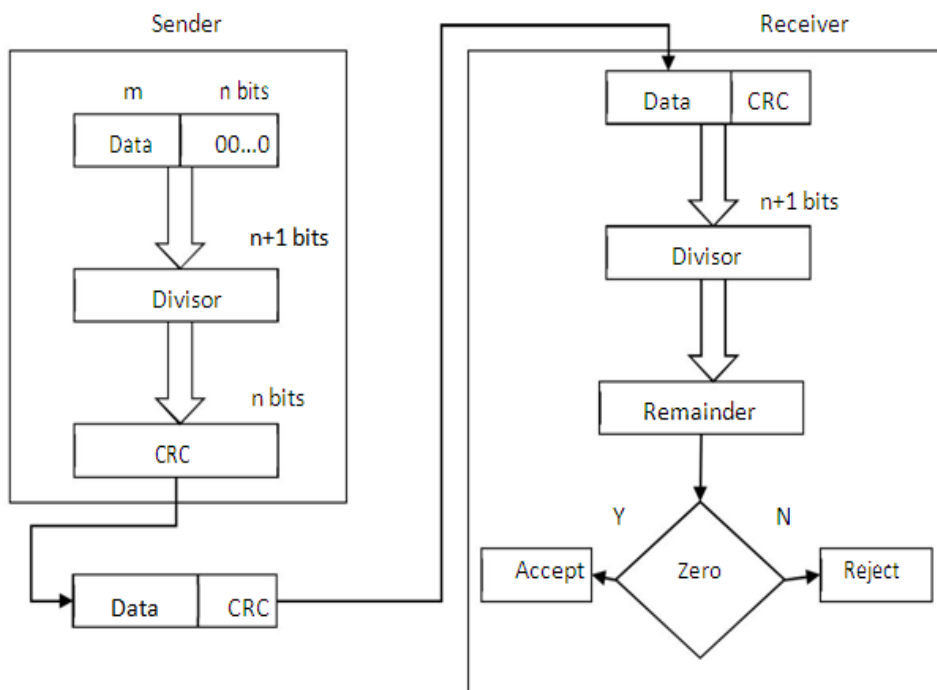 Sender
m n bits
Data 00...0
n+1 bits
Divisor
n bits
CRC
Data CRC
Receiver
Data CRC
n+1 bits
Divisor
Remainder
Y N
Accept Zero Reject